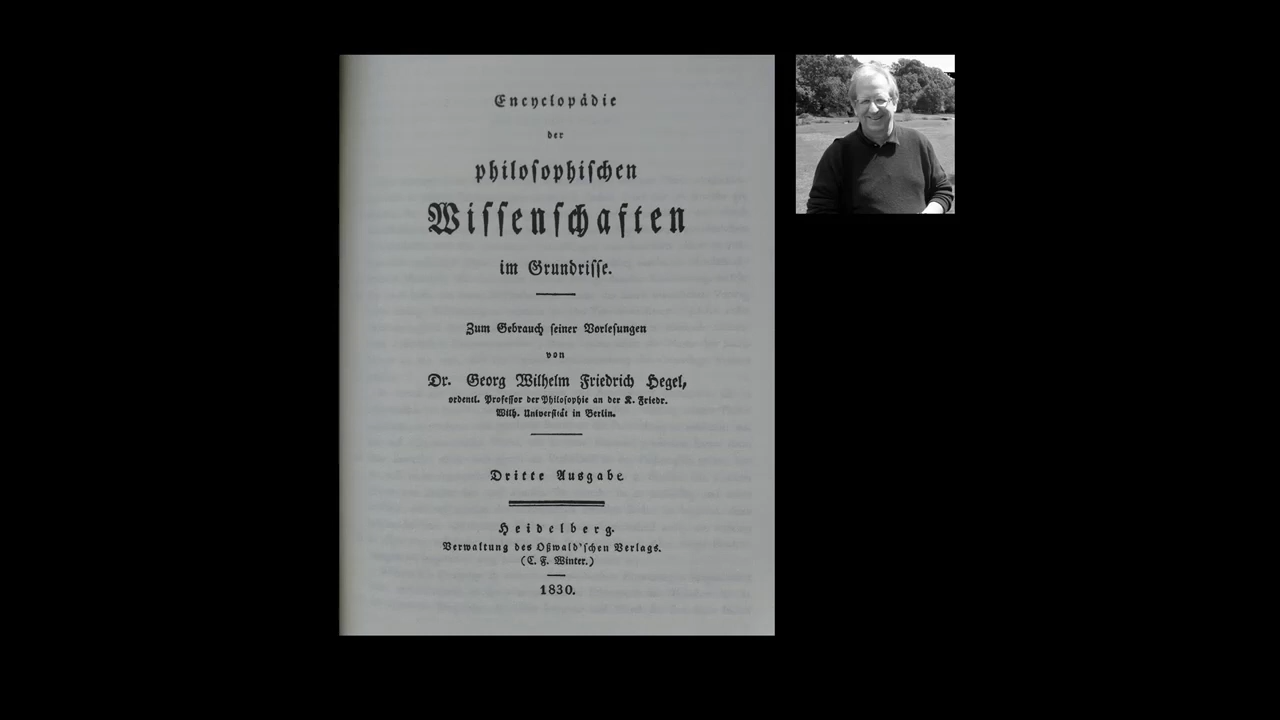 Encyclopädie
der
philoſophiſchen
Wiſſenſchaften
im Grundriſſe.
Zum Gebrauch ſeiner Vorleſungen
von
Dr. Georg Wilhelm Friedrich Hegel,
ordentl. Profeſſor der Philoſophie an der K. Friedr.
Wilh. Univerſität in Berlin.
Dritte Ausgabe
Heidelberg.
Verwaltung des Oßwald'ſchen Verlags.
(C. F. Winter.)
1830.